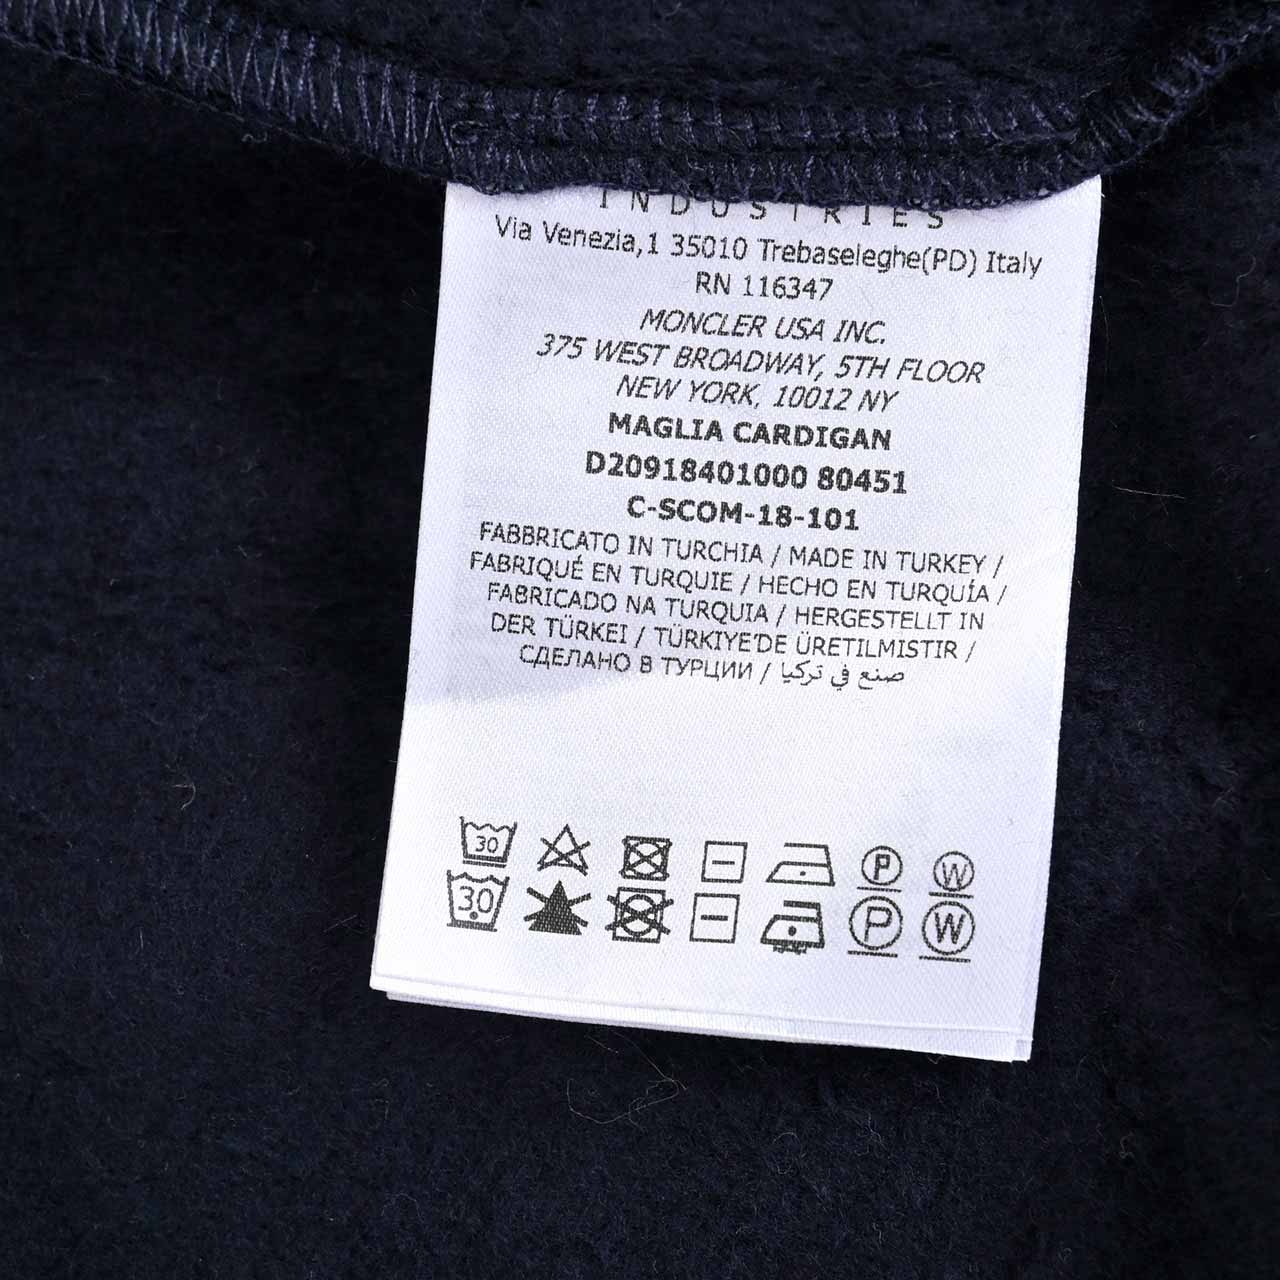 INDUSTRIES
Via Venezia,1 35010 Trebaseleghe(PD) Italy
RN 116347
MONCLER USA INC.
375 WEST BROADWAY, 5TH FLOOR
NEW YORK, 10012 NY
MAGLIA CARDIGAN
D20918401000 80451
C-SCOM-18-101
FABBRICATO IN TURCHIA / MADE IN TURKEY /
FABRIQUÉ EN TURQUIE / HECHO EN TURQUÍA /
FABRICADO NA TURQUIA / HERGESTELLT IN
DER TÜRKEI / TÜRKIYE'DE ÜRETILMISTIR /
СДЕЛАНО В ТУРЦИИ / صنع في تركيا
30 P W
30 P W